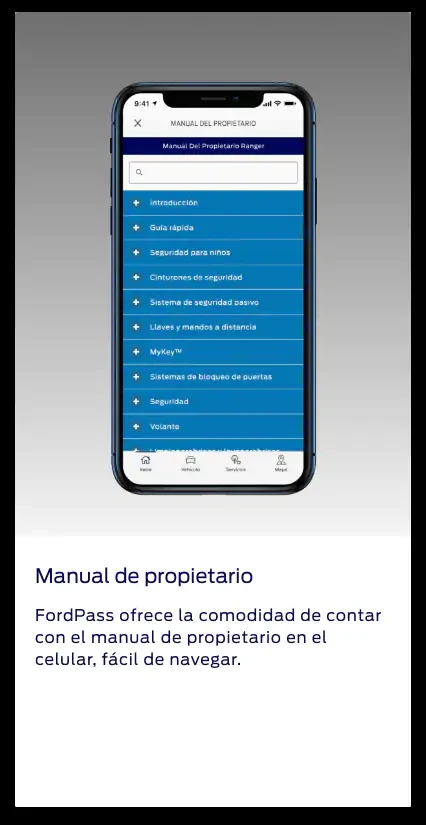 9:41
MANUAL DEL PROPIETARIO
Manual Del Propietario Ranger
Introducción
Guía rápida
Seguridad para niños
Cinturones de seguridad
Sistema de seguridad pasivo
Llaves y mandos a distancia
MyKey™
Sistemas de bloqueo de puertas
Seguridad
Volante
Inicio Vehículo Servicios Mapa
Manual de propietario
FordPass ofrece la comodidad de contar
con el manual de propietario en el
celular, fácil de navegar.